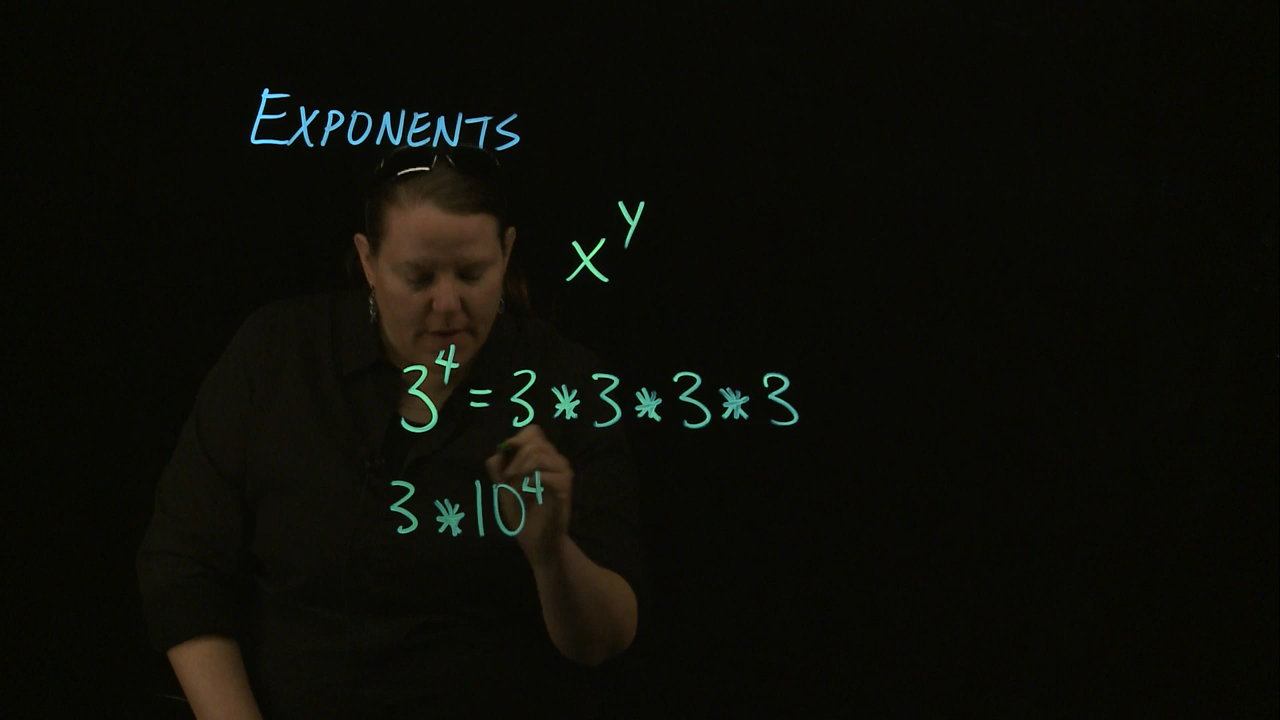 EXPONENTS
x^y
3^4 = 3 * 3 * 3 * 3
3 * 10^4